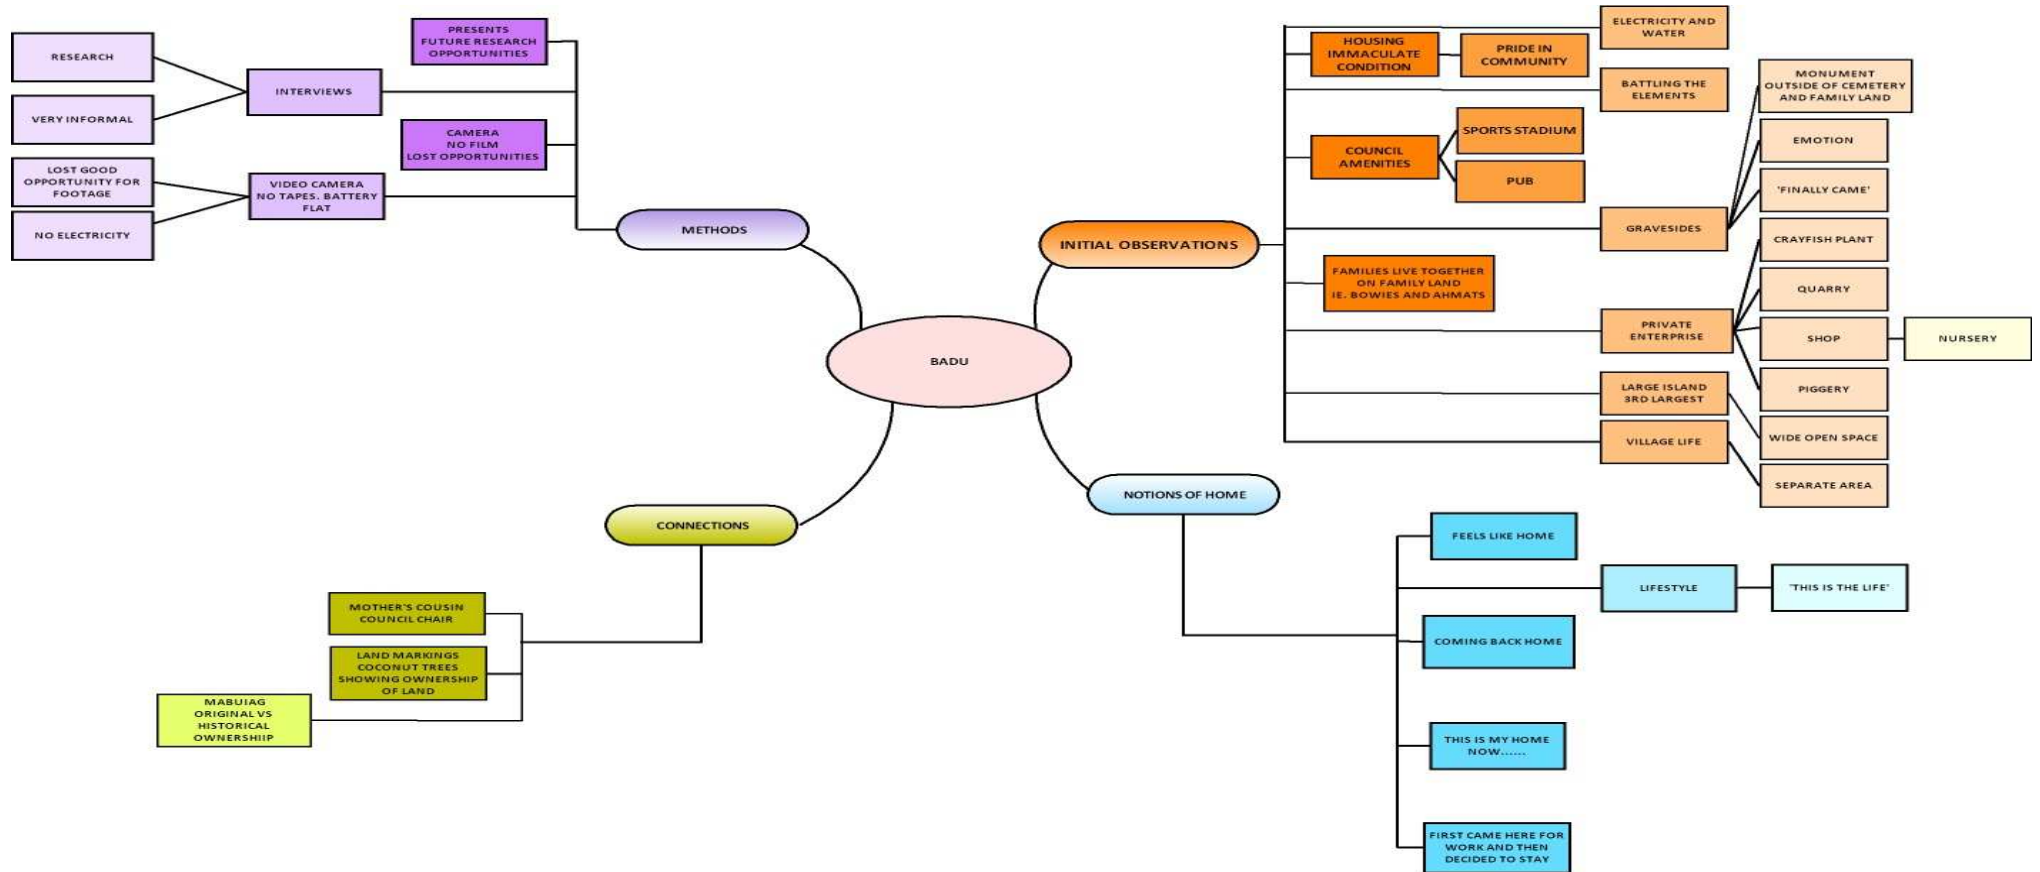 RESEARCH
VERY INFORMAL
LOST GOOD
OPPORTUNITY FOR
FOOTAGE
NO ELECTRICITY
INTERVIEWS
VIDEO CAMERA
NO TAPES. BATTERY
FLAT
PRESENTS
FUTURE RESEARCH
OPPORTUNITIES
CAMERA
NO FILM
LOST OPPORTUNITIES
METHODS
BADU
INITIAL OBSERVATIONS
ELECTRICITY AND
WATER
HOUSING
IMMACULATE
CONDITION
PRIDE IN
COMMUNITY
BATTLING THE
ELEMENTS
COUNCIL
AMENITIES
SPORTS STADIUM
PUB
GRAVESIDES
MONUMENT
OUTSIDE OF CEMETERY
AND FAMILY LAND
EMOTION
'FINALLY CAME'
FAMILIES LIVE TOGETHER
ON FAMILY LAND
IE. BOWIES AND AHMATS
PRIVATE
ENTERPRISE
CRAYFISH PLANT
QUARRY
SHOP
NURSERY
PIGGERY
LARGE ISLAND
3RD LARGEST
WIDE OPEN SPACE
VILLAGE LIFE
SEPARATE AREA
NOTIONS OF HOME
FEELS LIKE HOME
LIFESTYLE
'THIS IS THE LIFE'
COMING BACK HOME
THIS IS MY HOME
NOW......
FIRST CAME HERE FOR
WORK AND THEN
DECIDED TO STAY
CONNECTIONS
MOTHER'S COUSIN
COUNCIL CHAIR
LAND MARKINGS
COCONUT TREES
SHOWING OWNERSHIP
OF LAND
MABUIAG
ORIGINAL VS
HISTORICAL
OWNERSHIIP